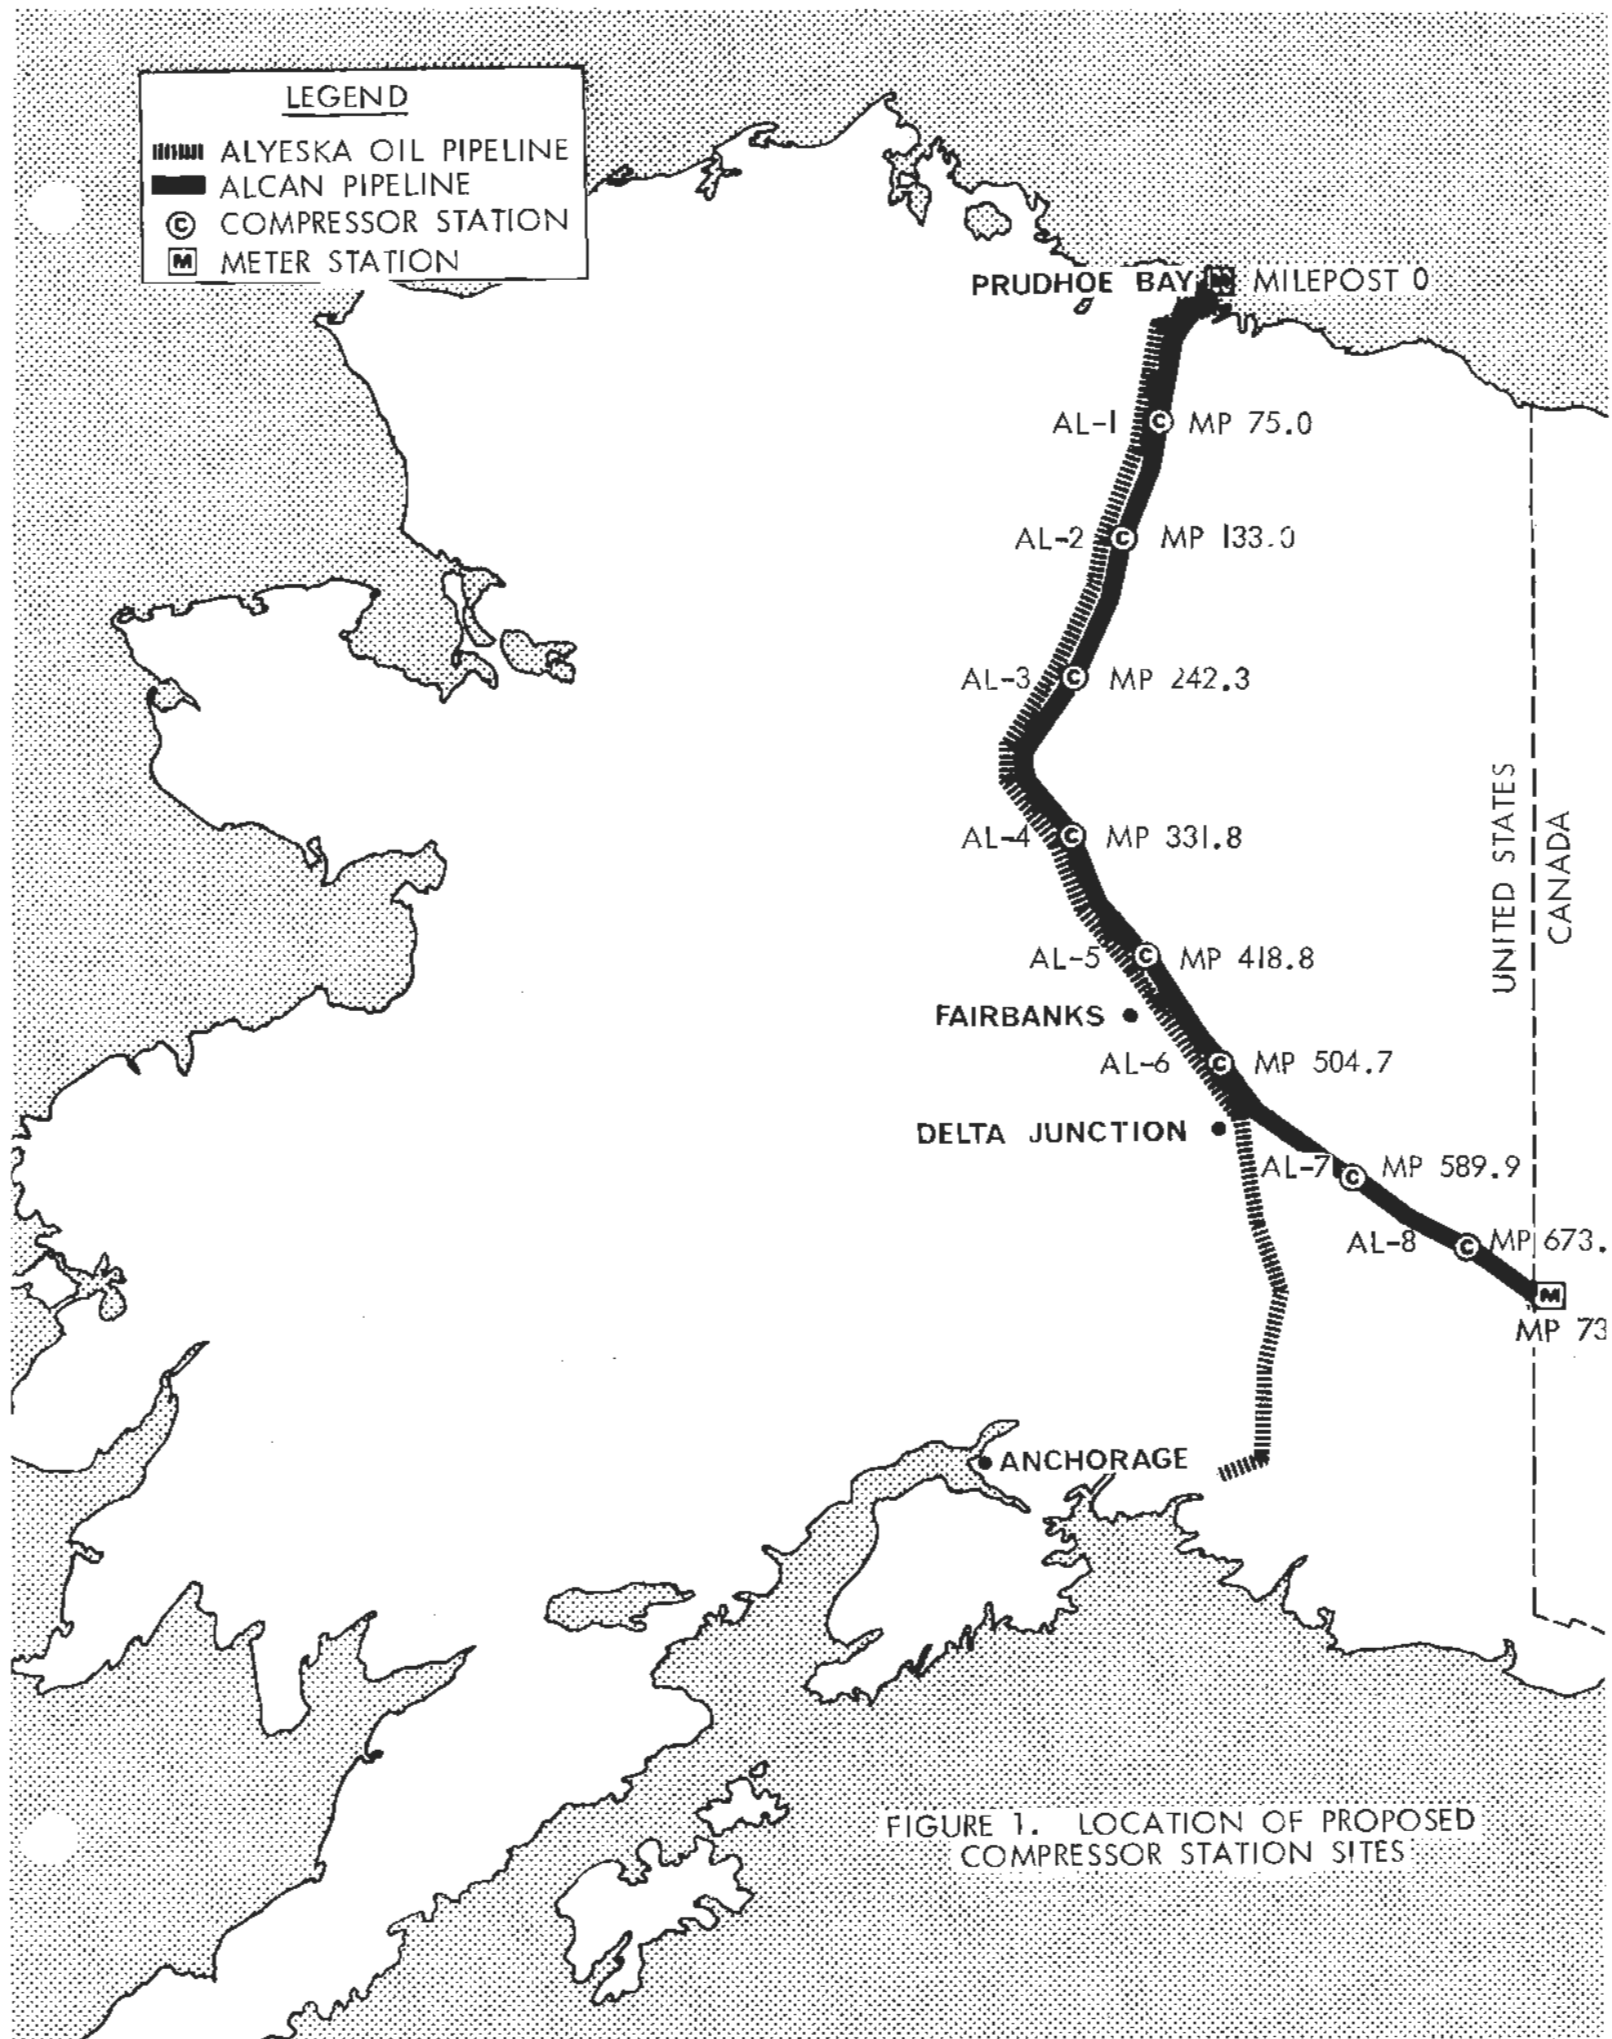 LEGEND
ALYESKA OIL PIPELINE
ALCAN PIPELINE
C COMPRESSOR STATION
M METER STATION
PRUDHOE BAY M MILEPOST 0
AL-1 C MP 75.0
AL-2 C MP 133.0
AL-3 C MP 242.3
AL-4 C MP 331.8
AL-5 C MP 418.8
FAIRBANKS
AL-6 C MP 504.7
DELTA JUNCTION
AL-7 C MP 589.9
AL-8 C MP 673.
M
MP 73
UNITED STATES
CANADA
ANCHORAGE
FIGURE 1. LOCATION OF PROPOSED
COMPRESSOR STATION SITES